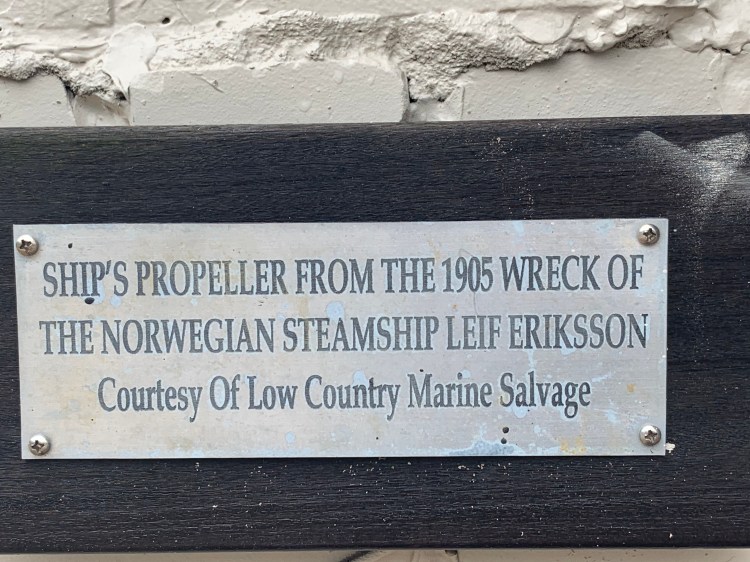 SHIP'S PROPELLER FROM THE 1905 WRECK OF
THE NORWEGIAN STEAMSHIP LEIF ERIKSSON
Courtesy Of Low Country Marine Salvage